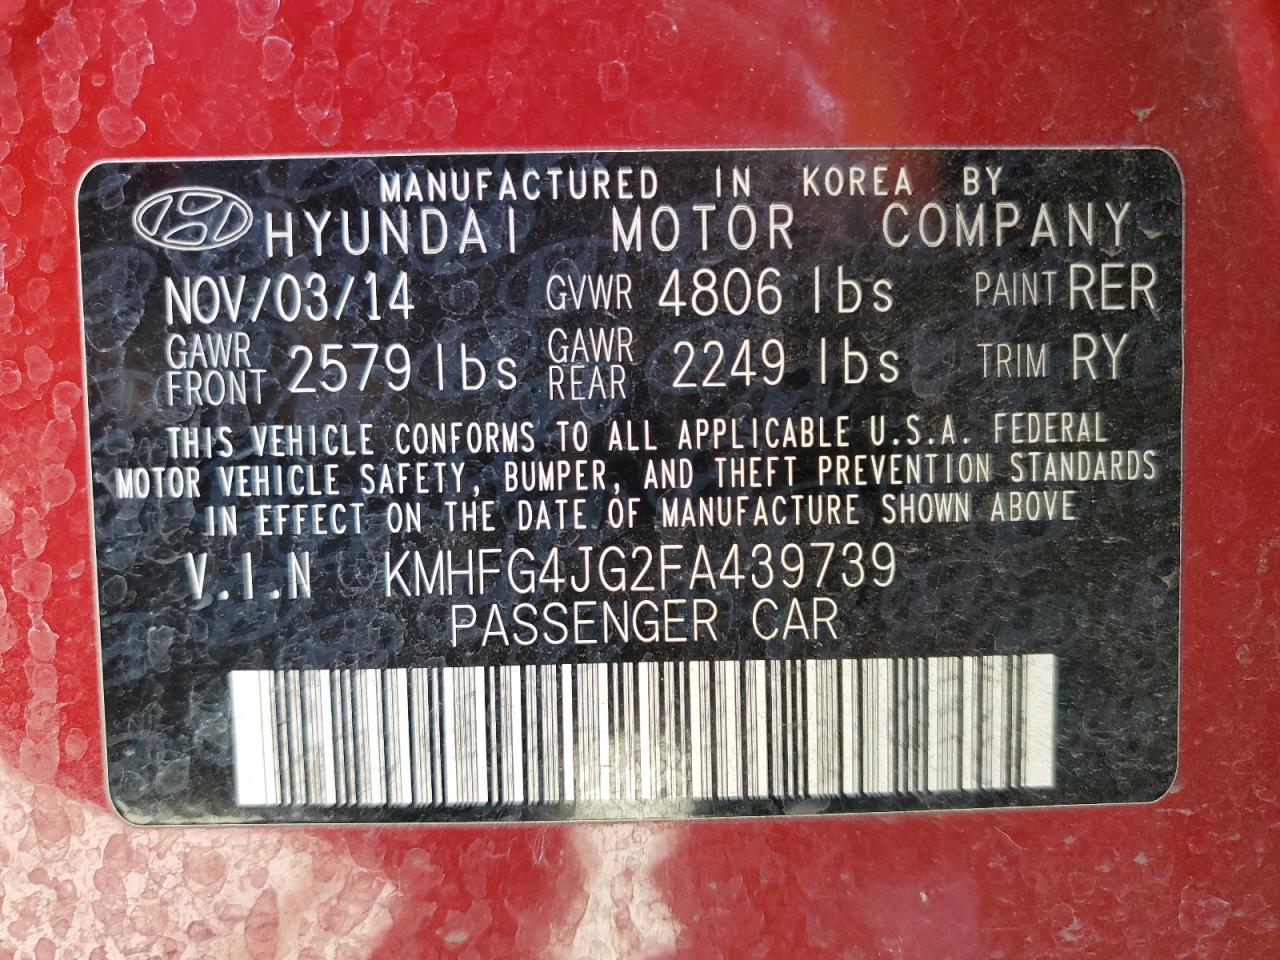 MANUFACTURED IN KOREA BY
HYUNDAI MOTOR COMPANY
NOV/03/14 GVWR 4806 lbs PAINT RER
GAWR FRONT 2579 lbs GAWR REAR 2249 lbs TRIM RY
THIS VEHICLE CONFORMS TO ALL APPLICABLE U.S.A. FEDERAL
MOTOR VEHICLE SAFETY, BUMPER, AND THEFT PREVENTION STANDARDS
IN EFFECT ON THE DATE OF MANUFACTURE SHOWN ABOVE
V.I.N KMHFG4JG2FA439739
PASSENGER CAR